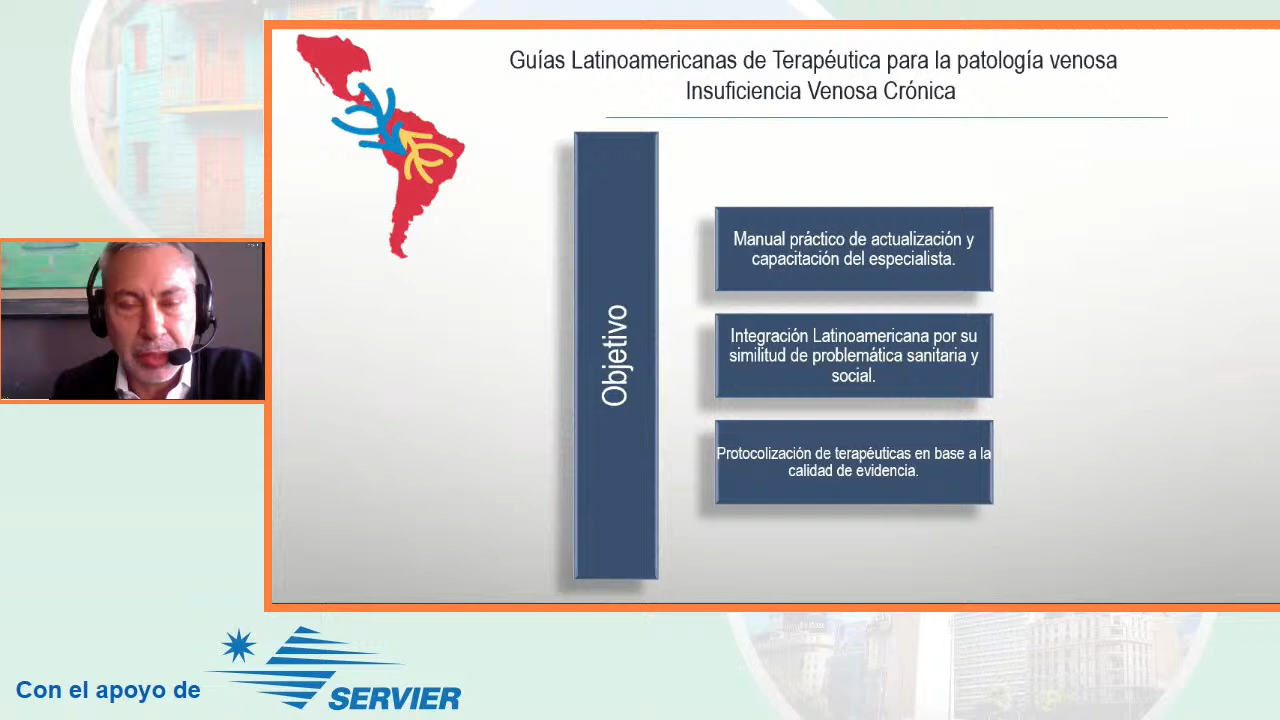 Guías Latinoamericanas de Terapéutica para la patología venosa
Insuficiencia Venosa Crónica
Objetivo
Manual práctico de actualización y
capacitación del especialista.
Integración Latinoamericana por su
similitud de problemática sanitaria y
social.
Protocolización de terapéuticas en base a la
calidad de evidencia.
Con el apoyo de
SERVIER